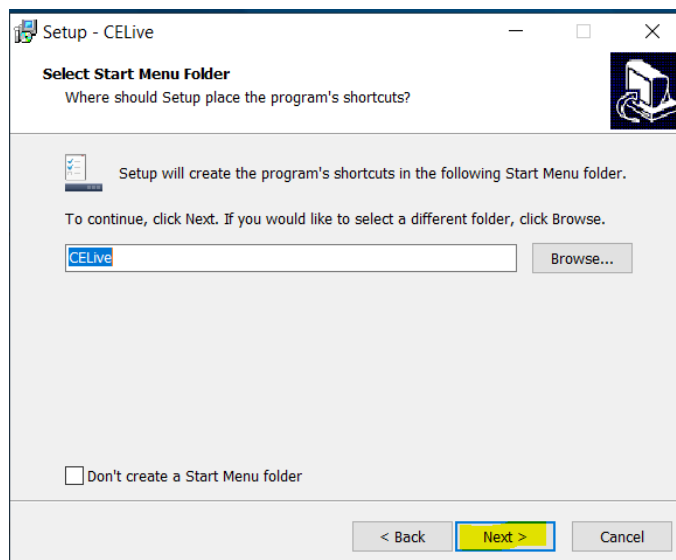 Setup - CELive
Select Start Menu Folder
Where should Setup place the program's shortcuts?
Setup will create the program's shortcuts in the following Start Menu folder.
To continue, click Next. If you would like to select a different folder, click Browse.
CELive
Browse...
Don't create a Start Menu folder
< Back
Next >
Cancel